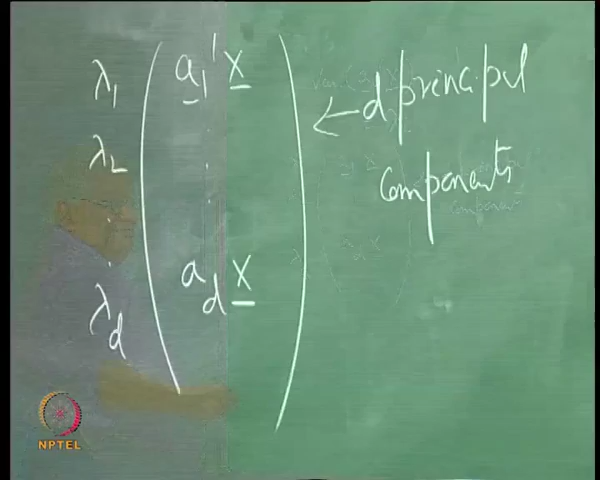 λ₁ a₁'X ← d principal
λ₂ components
λd ad X
NPTEL